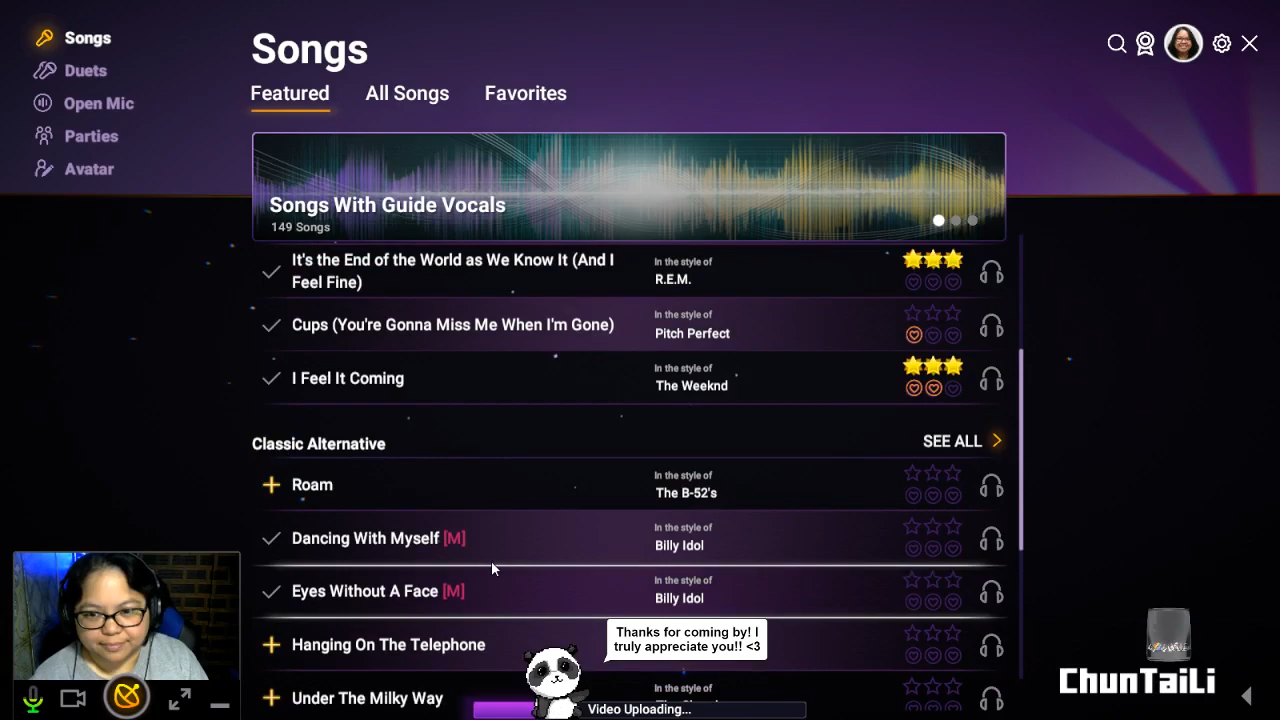 Songs
Duets
Open Mic
Parties
Avatar
Songs
Featured
All Songs
Favorites
Songs With Guide Vocals
149 Songs
It's the End of the World as We Know It (And I
Feel Fine)
In the style of
R.E.M.
Cups (You're Gonna Miss Me When I'm Gone)
In the style of
Pitch Perfect
I Feel It Coming
In the style of
The Weeknd
Classic Alternative
SEE ALL
Roam
In the style of
The B-52's
Dancing With Myself [M]
In the style of
Billy Idol
Eyes Without A Face [M]
In the style of
Billy Idol
Hanging On The Telephone
Thanks for coming by! I
truly appreciate you!! <3
Under The Milky Way
In the style of
Video Uploading...
ChunTaiLi